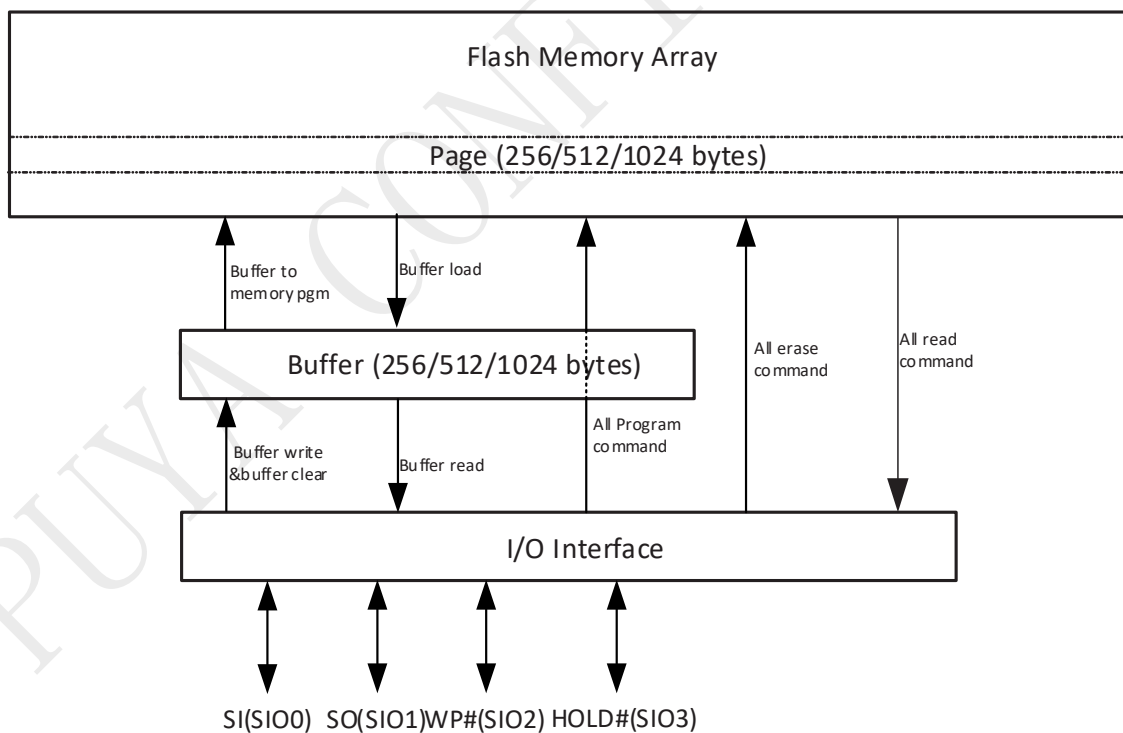 Flash Memory Array
Page (256/512/1024 bytes)
Buffer to
memory pgm
Buffer load
All erase
command
All read
command
Buffer (256/512/1024 bytes)
Buffer write
&buffer clear
Buffer read
All Program
command
I/O Interface
SI(SIO0) SO(SIO1) WP#(SIO2) HOLD#(SIO3)
PUYA CONF